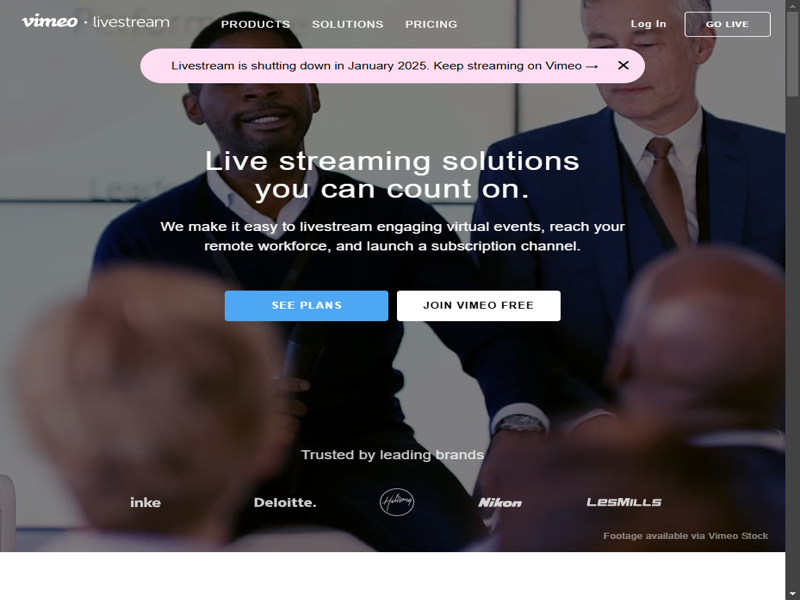 vimeo · livestream
PRODUCTS SOLUTIONS PRICING
Log In
GO LIVE
Livestream is shutting down in January 2025. Keep streaming on Vimeo →
Live streaming solutions
you can count on.
We make it easy to livestream engaging virtual events, reach your
remote workforce, and launch a subscription channel.
SEE PLANS
JOIN VIMEO FREE
Trusted by leading brands
inke
Deloitte.
Nikon
LesMills
Footage available via Vimeo Stock